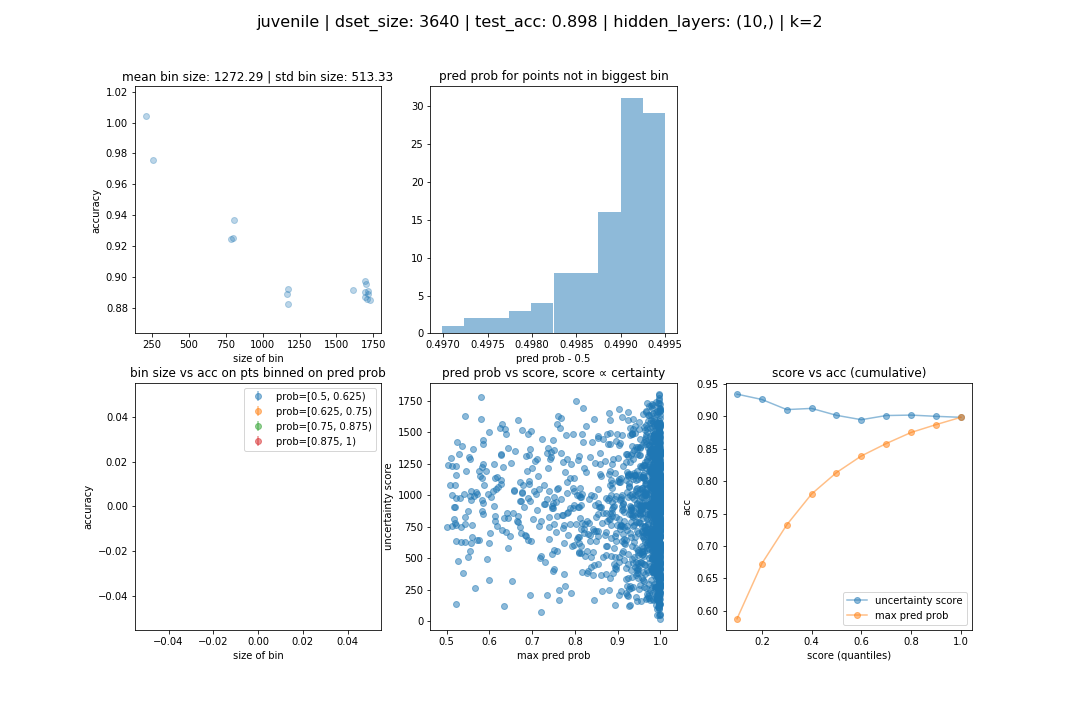 juvenile | dset_size: 3640 | test_acc: 0.898 | hidden_layers: (10,) | k=2
mean bin size: 1272.29 | std bin size: 513.33
1.02
1.00
0.98
0.96
0.94
0.92
0.90
0.88
accuracy
250 500 750 1000 1250 1500 1750
size of bin
pred prob for points not in biggest bin
30
25
20
15
10
5
0
0.4970 0.4975 0.4980 0.4985 0.4990 0.4995
pred prob - 0.5
bin size vs acc on pts binned on pred prob
prob=[0.5, 0.625)
prob=[0.625, 0.75)
prob=[0.75, 0.875)
prob=[0.875, 1)
0.04
0.02
0.00
−0.02
−0.04
accuracy
−0.04 −0.02 0.00 0.02 0.04
size of bin
pred prob vs score, score ∝ certainty
1750
1500
1250
1000
750
500
250
0
uncertainty score
0.5 0.6 0.7 0.8 0.9 1.0
max pred prob
score vs acc (cumulative)
0.95
0.90
0.85
0.80
0.75
0.70
0.65
0.60
acc
uncertainty score
max pred prob
0.2 0.4 0.6 0.8 1.0
score (quantiles)